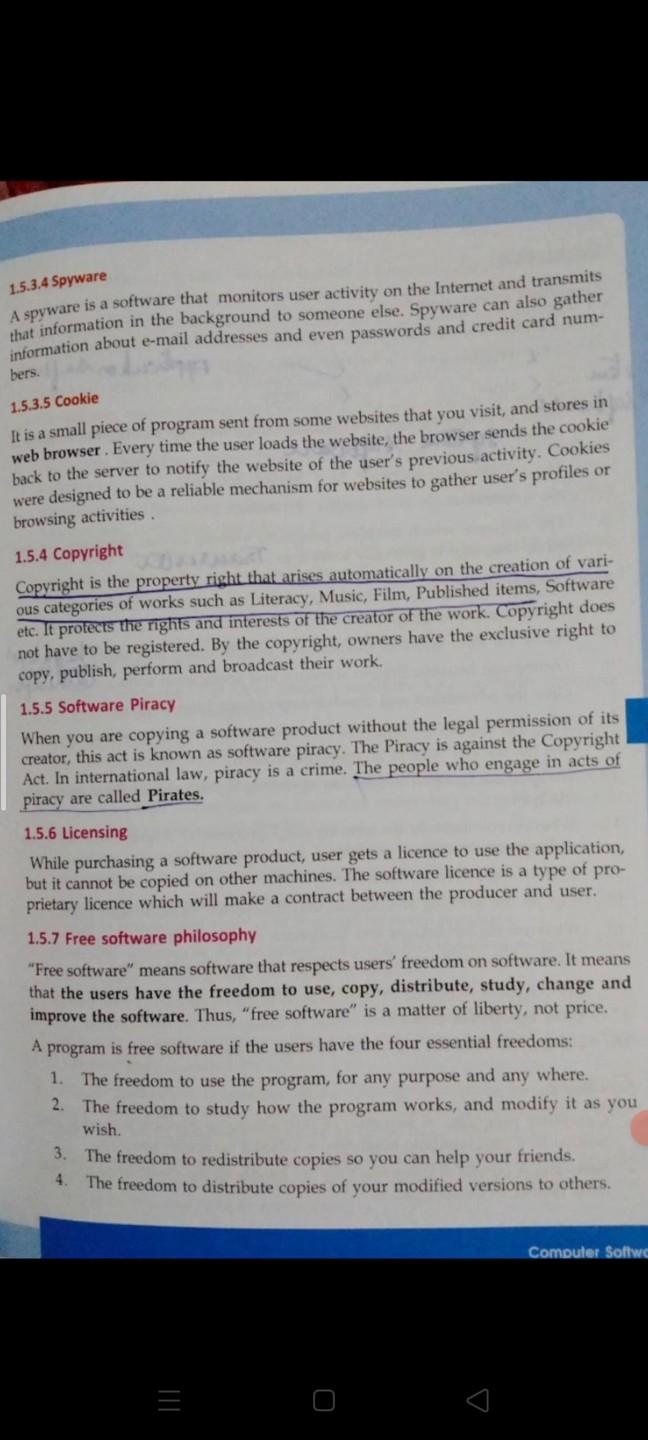 1.5.3.4 Spyware
A spyware is a software that monitors user activity on the Internet and transmits
that information in the background to someone else. Spyware can also gather
information about e-mail addresses and even passwords and credit card num-
bers.
1.5.3.5 Cookie
It is a small piece of program sent from some websites that you visit, and stores in
web browser . Every time the user loads the website, the browser sends the cookie
back to the server to notify the website of the user's previous activity. Cookies
were designed to be a reliable mechanism for websites to gather user's profiles or
browsing activities .
1.5.4 Copyright
Copyright is the property right that arises automatically on the creation of vari-
ous categories of works such as Literacy, Music, Film, Published items, Software
etc. It protects the rights and interests of the creator of the work. Copyright does
not have to be registered. By the copyright, owners have the exclusive right to
copy, publish, perform and broadcast their work.
1.5.5 Software Piracy
When you are copying a software product without the legal permission of its
creator, this act is known as software piracy. The Piracy is against the Copyright
Act. In international law, piracy is a crime. The people who engage in acts of
piracy are called Pirates.
1.5.6 Licensing
While purchasing a software product, user gets a licence to use the application,
but it cannot be copied on other machines. The software licence is a type of pro-
prietary licence which will make a contract between the producer and user.
1.5.7 Free software philosophy
"Free software" means software that respects users' freedom on software. It means
that the users have the freedom to use, copy, distribute, study, change and
improve the software. Thus, "free software" is a matter of liberty, not price.
A program is free software if the users have the four essential freedoms:
1. The freedom to use the program, for any purpose and any where.
2. The freedom to study how the program works, and modify it as you
wish.
3. The freedom to redistribute copies so you can help your friends.
4. The freedom to distribute copies of your modified versions to others.
Computer Softw